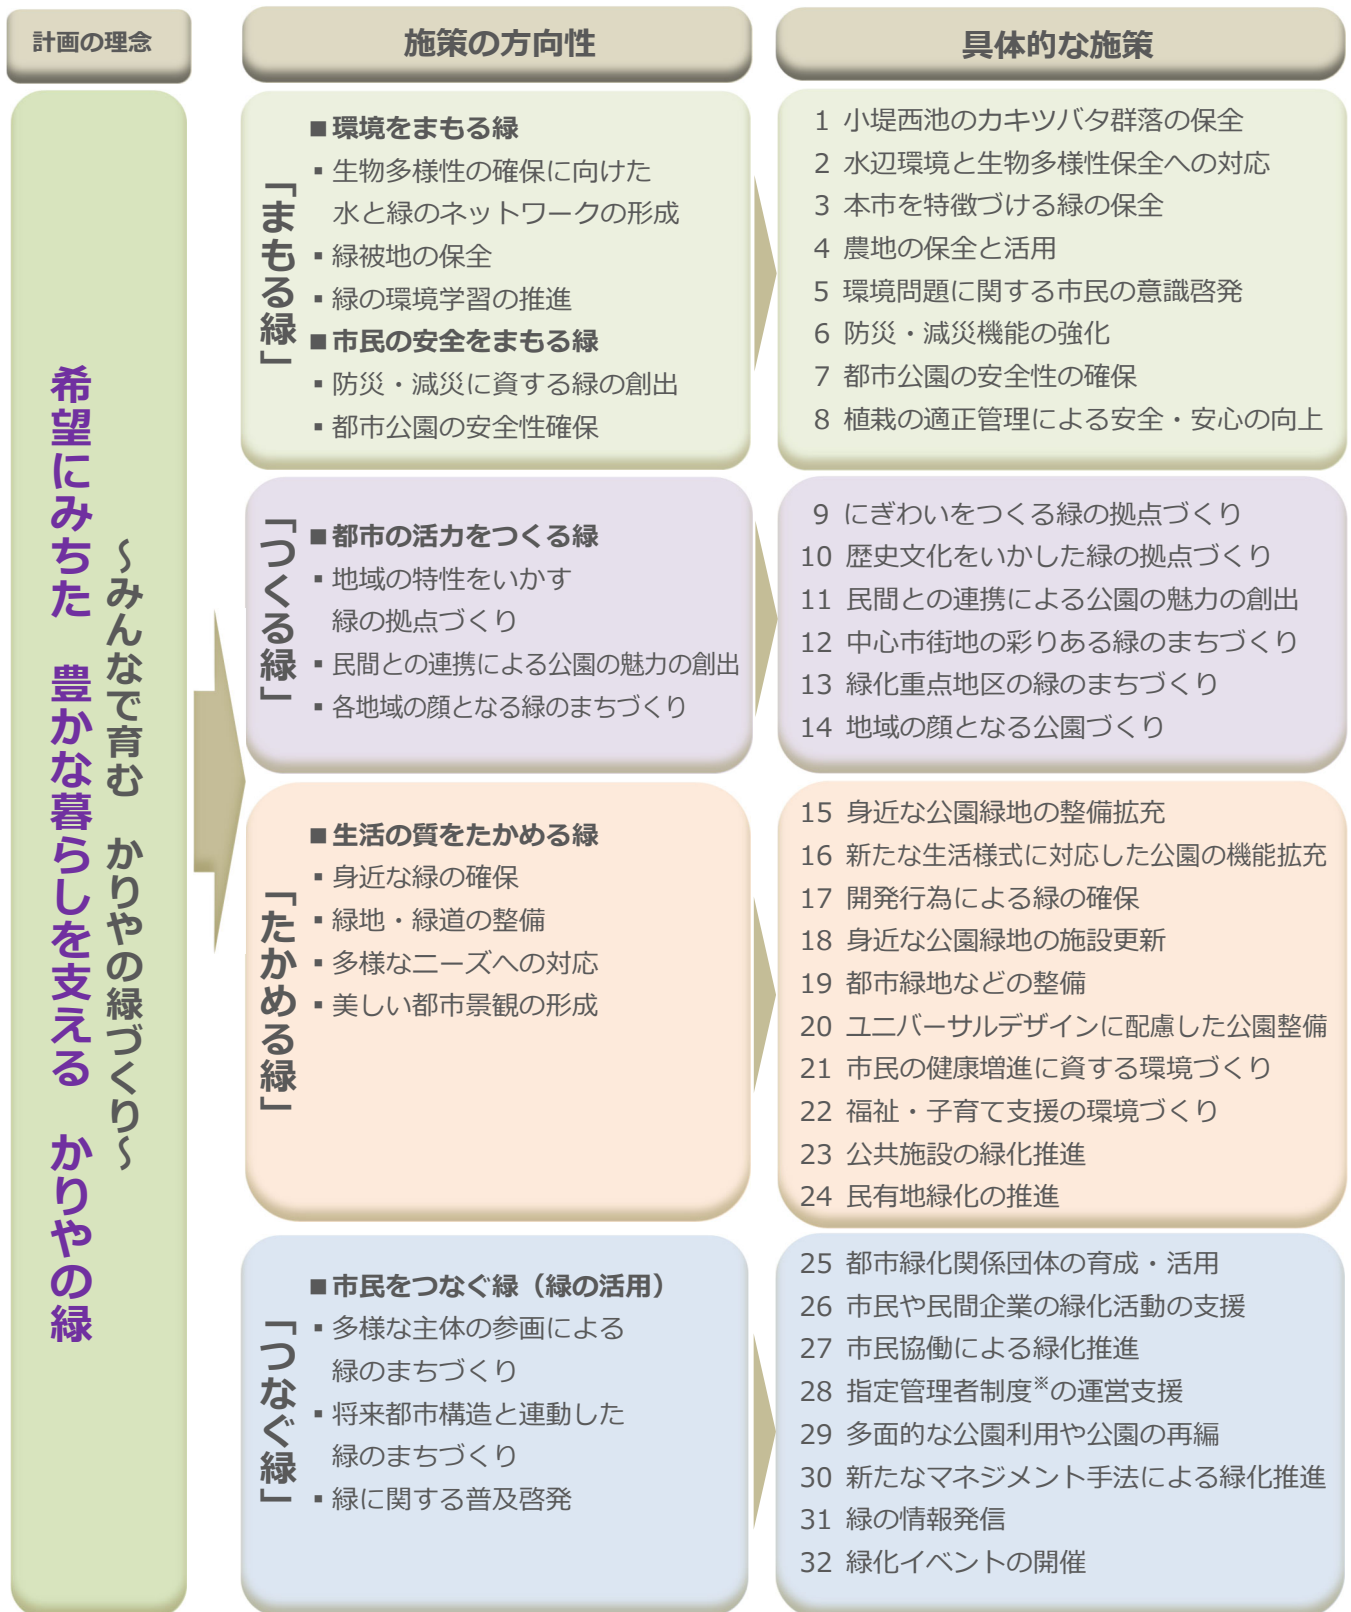 計画の理念
施策の方向性
具体的な施策
希望にみちた 豊かな暮らしを支える かりやの緑
～みんなで育む かりやの緑づくり～
「まもる緑」
■環境をまもる緑
▪生物多様性の確保に向けた
水と緑のネットワークの形成
▪緑被地の保全
▪緑の環境学習の推進
■市民の安全をまもる緑
▪防災・減災に資する緑の創出
▪都市公園の安全性確保
1 小堤西池のカキツバタ群落の保全
2 水辺環境と生物多様性保全への対応
3 本市を特徴づける緑の保全
4 農地の保全と活用
5 環境問題に関する市民の意識啓発
6 防災・減災機能の強化
7 都市公園の安全性の確保
8 植栽の適正管理による安全・安心の向上
「つくる緑」
■都市の活力をつくる緑
▪地域の特性をいかす
緑の拠点づくり
▪民間との連携による公園の魅力の創出
▪各地域の顔となる緑のまちづくり
9 にぎわいをつくる緑の拠点づくり
10 歴史文化をいかした緑の拠点づくり
11 民間との連携による公園の魅力の創出
12 中心市街地の彩りある緑のまちづくり
13 緑化重点地区の緑のまちづくり
14 地域の顔となる公園づくり
「たかめる緑」
■生活の質をたかめる緑
▪身近な緑の確保
▪緑地・緑道の整備
▪多様なニーズへの対応
▪美しい都市景観の形成
15 身近な公園緑地の整備拡充
16 新たな生活様式に対応した公園の機能拡充
17 開発行為による緑の確保
18 身近な公園緑地の施設更新
19 都市緑地などの整備
20 ユニバーサルデザインに配慮した公園整備
21 市民の健康増進に資する環境づくり
22 福祉・子育て支援の環境づくり
23 公共施設の緑化推進
24 民有地緑化の推進
「つなぐ緑」
■市民をつなぐ緑（緑の活用）
▪多様な主体の参画による
緑のまちづくり
▪将来都市構造と連動した
緑のまちづくり
▪緑に関する普及啓発
25 都市緑化関係団体の育成・活用
26 市民や民間企業の緑化活動の支援
27 市民協働による緑化推進
28 指定管理者制度※の運営支援
29 多面的な公園利用や公園の再編
30 新たなマネジメント手法による緑化推進
31 緑の情報発信
32 緑化イベントの開催